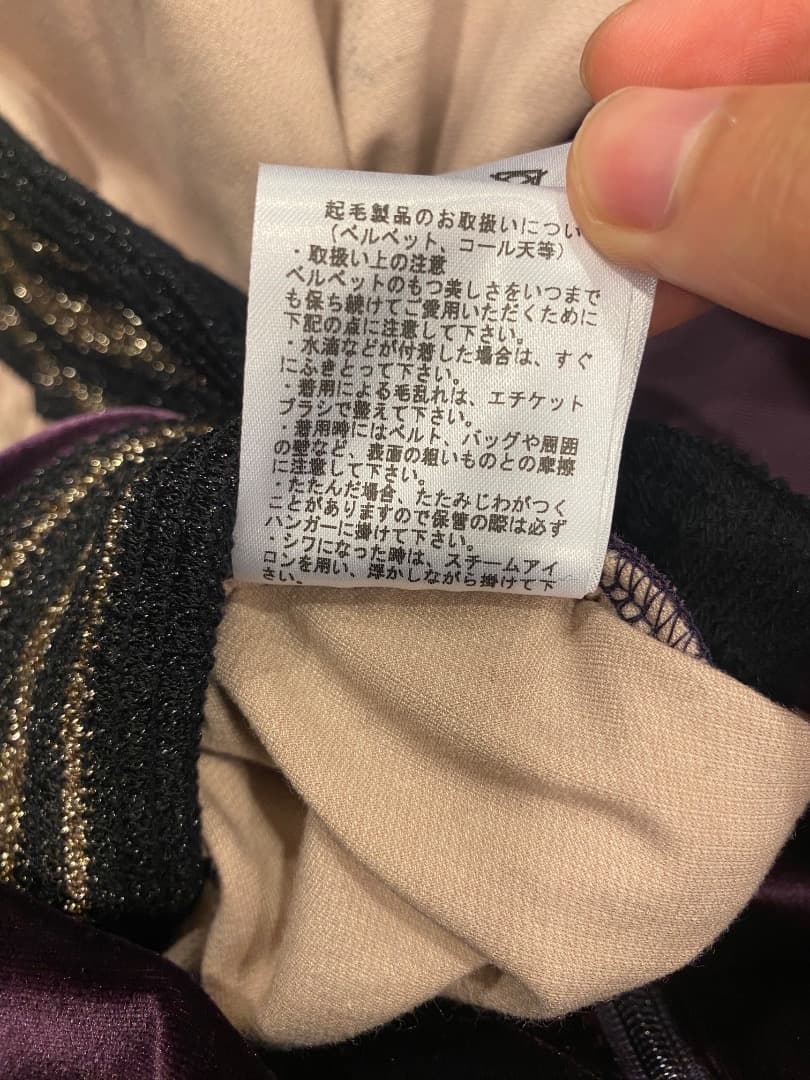 起毛製品のお取扱いについ
（ベルベット、コール天等）
・取扱い上の注意
ベルベットのもつ美しさをいつまで
も保ち続けてご愛用いただくために
下記の点に注意して下さい。
・水滴などが付着した場合は、すぐ
にふきとって下さい。
・着用による毛乱れは、エチケット
ブラシで整えて下さい。
・着用時にはベルト、バッグや周囲
の壁など、表面の粗いものとの摩擦
に注意して下さい。
・たたんだ場合、たたみじわがつく
ことがありますので保管の際は必ず
ハンガーに掛けて下さい。
・シワになった時は、スチームアイ
ロンを用い、浮かしながら掛けて下
さい。